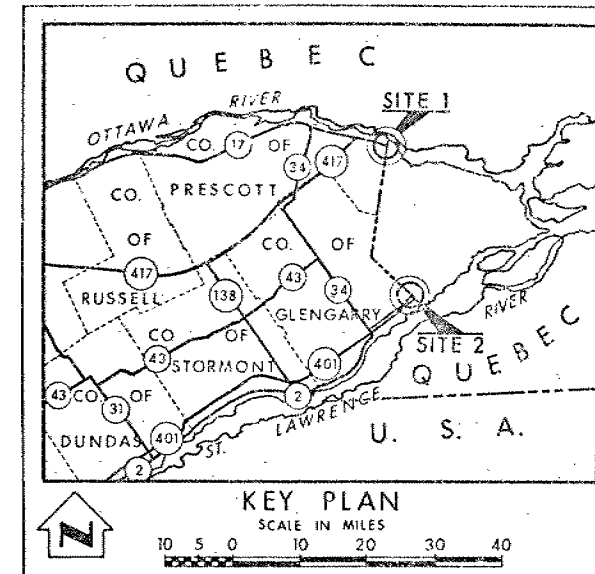 QUEBEC
OTTAWA RIVER
SITE 1
CO. OF PRESCOTT
17
34
417
CO. OF RUSSELL
417
138
CO. OF GLENGARRY
43
34
CO OF STORMONT
43
401
SITE 2
RIVER
QUEBEC
43
CO. OF DUNDAS
31
401
2
2
ST. LAWRENCE
U. S. A.
N
KEY PLAN
SCALE IN MILES
10 5 0 10 20 30 40